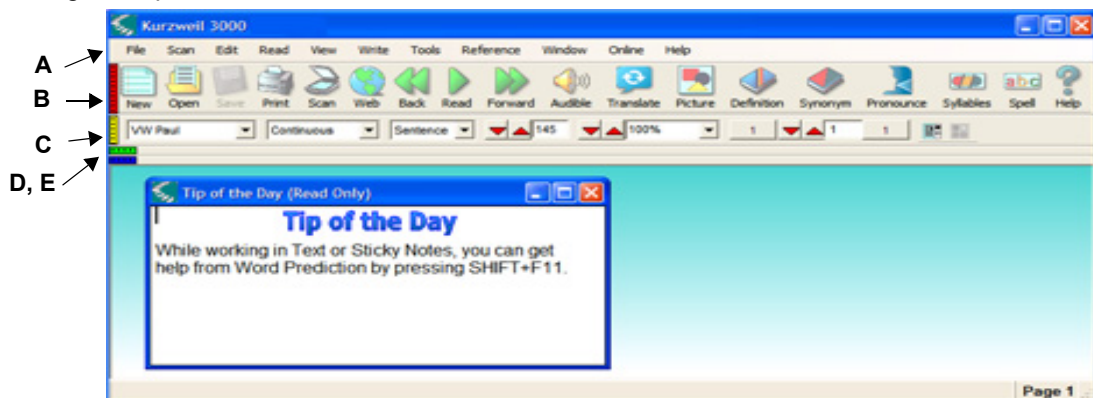 Kurzweil 3000
A
File Scan Edit Read View Write Tools Reference Window Online Help
B
New Open Save Print Scan Web Back Read Forward Audible Translate Picture Definition Synonym Pronounce Syllables Spell Help
abc
C
VW Paul Continuous Sentence 145 100% 1 1 1
D, E
Tip of the Day (Read Only)
Tip of the Day
While working in Text or Sticky Notes, you can get
help from Word Prediction by pressing SHIFT+F11.
Page 1